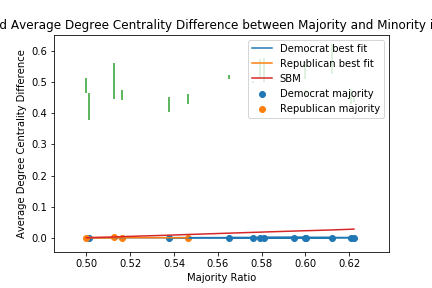 d Average Degree Centrality Difference between Majority and Minority i
Democrat best fit
Republican best fit
SBM
Democrat majority
Republican majority
Average Degree Centrality Difference
0.6
0.5
0.4
0.3
0.2
0.1
0.0
0.50 0.52 0.54 0.56 0.58 0.60 0.62
Majority Ratio